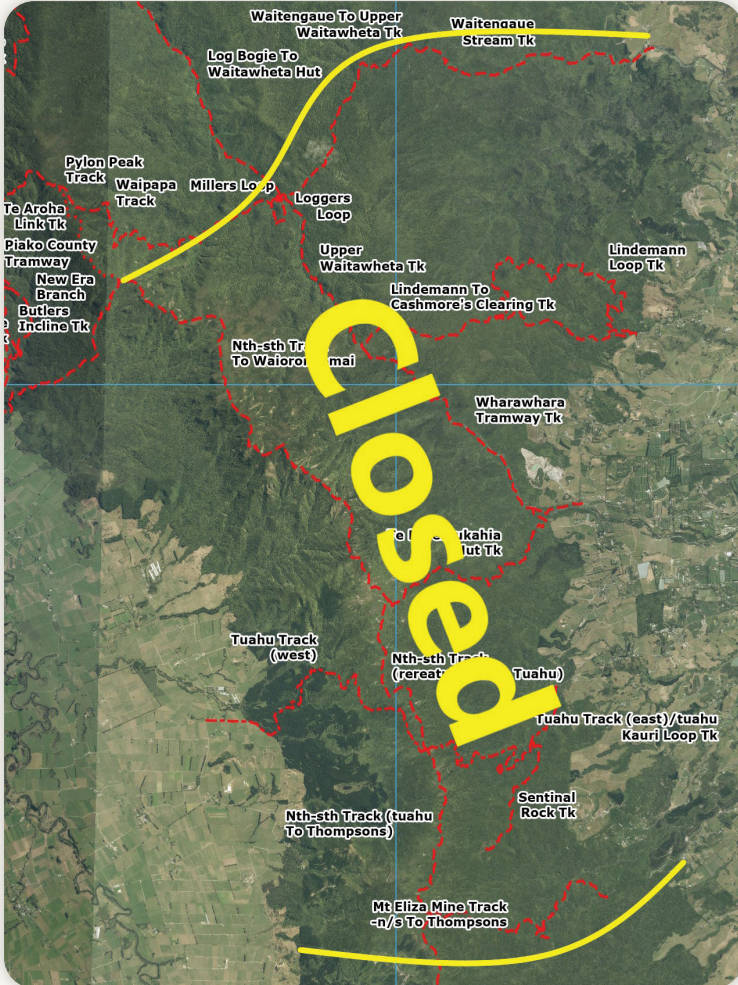 Waitengaue To Upper
Waitawheta Tk
Waitengaue
Stream Tk
Log Bogie To
Waitawheta Hut
Pylon Peak
Track
Waipapa
Track
Millers Loop
Loggers
Loop
Te Aroha
Link Tk
Piako County
Tramway
New Era
Branch
Butlers
Incline Tk
Upper
Waitawheta Tk
Lindemann
Loop Tk
Lindemann To
Cashmore's Clearing Tk
Nth-sth
To
Wharawhara
Tramway Tk
Closed
Tk
Tuahu Track
(west)
Nth-sth Track
Tuahu)
Tuahu Track (east)/tuahu
Kauri Loop Tk
Sentinal
Rock Tk
Nth-sth Track (tuahu
To Thompsons)
Mt Eliza Mine Track
-n/s To Thompsons